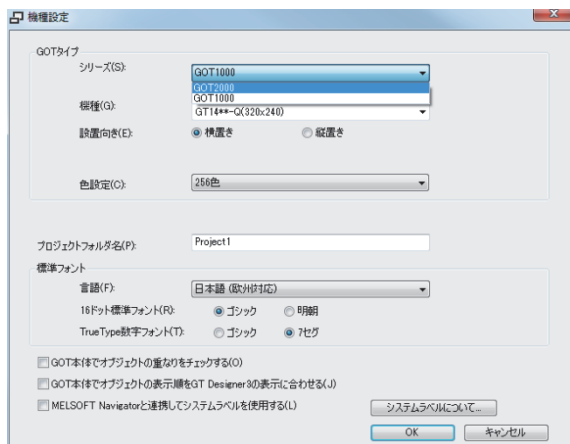 機種設定
GOTタイプ
シリーズ(S):
GOT1000
GOT2000
GOT1000
機種(G):
GT14**-Q(320x240)
設置向き(E):
横置き
縦置き
色設定(C):
256色
プロジェクトフォルダ名(P):
Project1
標準フォント
言語(F):
日本語 (欧州対応)
16ドット標準フォント(R):
ゴシック
明朝
TrueType数字フォント(T):
ゴシック
7セグ
GOT本体でオブジェクトの重なりをチェックする(O)
GOT本体でオブジェクトの表示順をGT Designer3の表示に合わせる(J)
MELSOFT Navigatorと連携してシステムラベルを使用する(L)
システムラベルについて...
OK
キャンセル